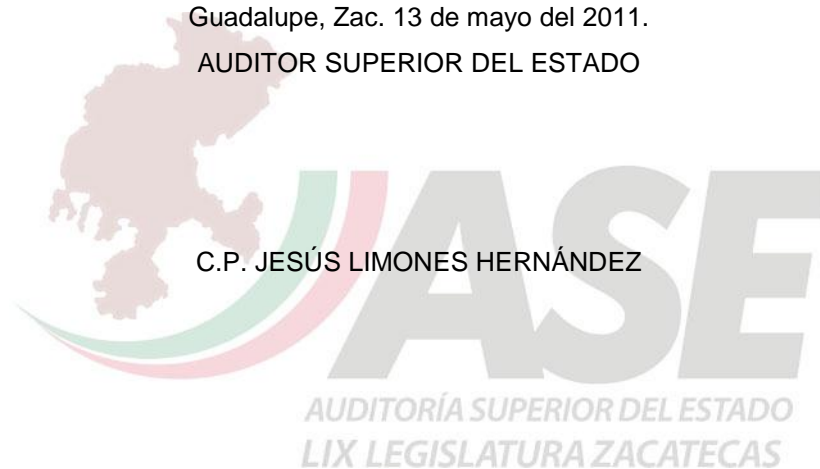 Guadalupe, Zac. 13 de mayo del 2011.
AUDITOR SUPERIOR DEL ESTADO
C.P. JESÚS LIMONES HERNÁNDEZ
ASE
AUDITORÍA SUPERIOR DEL ESTADO
LIX LEGISLATURA ZACATECAS